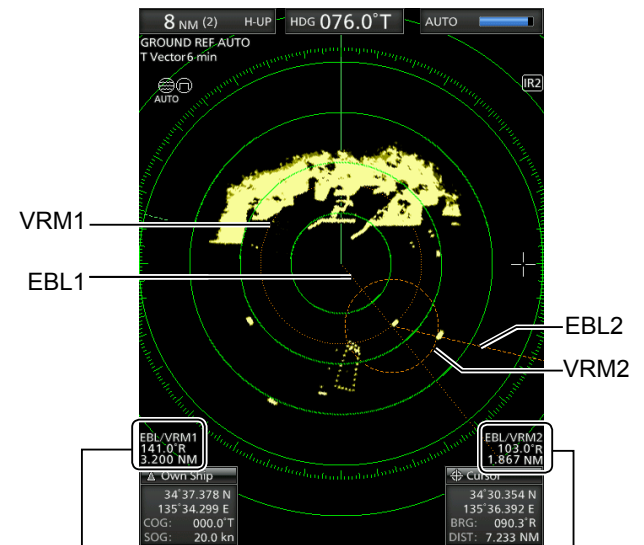 8 NM (2) H-UP HDG 076.0°T AUTO
GROUND REF AUTO
T Vector 6 min
AUTO
IR2
VRM1
EBL1
EBL2
VRM2
EBL/VRM1
141.0°R
3.200 NM
EBL/VRM2
103.0°R
1.867 NM
Own Ship
34°37.378 N
135°34.299 E
COG: 000.0°T
SOG: 20.0 kn
Cursor
34°30.354 N
135°36.392 E
BRG: 090.3°R
DIST: 7.233 NM